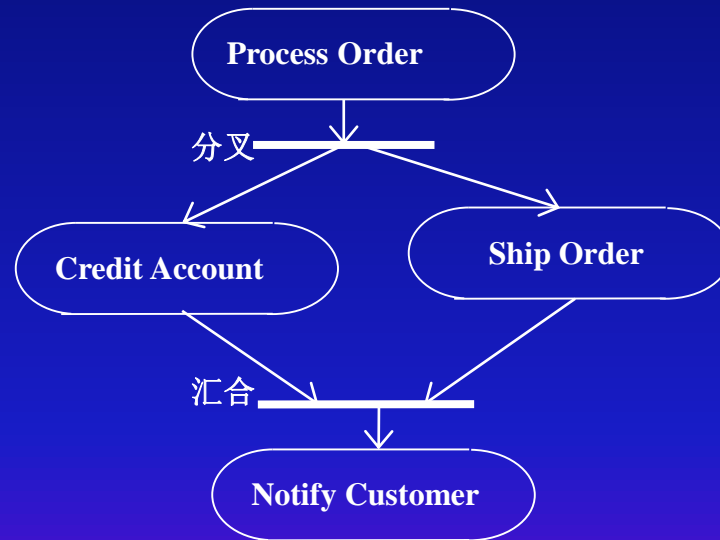 Process Order
分叉
Credit Account
Ship Order
汇合
Notify Customer